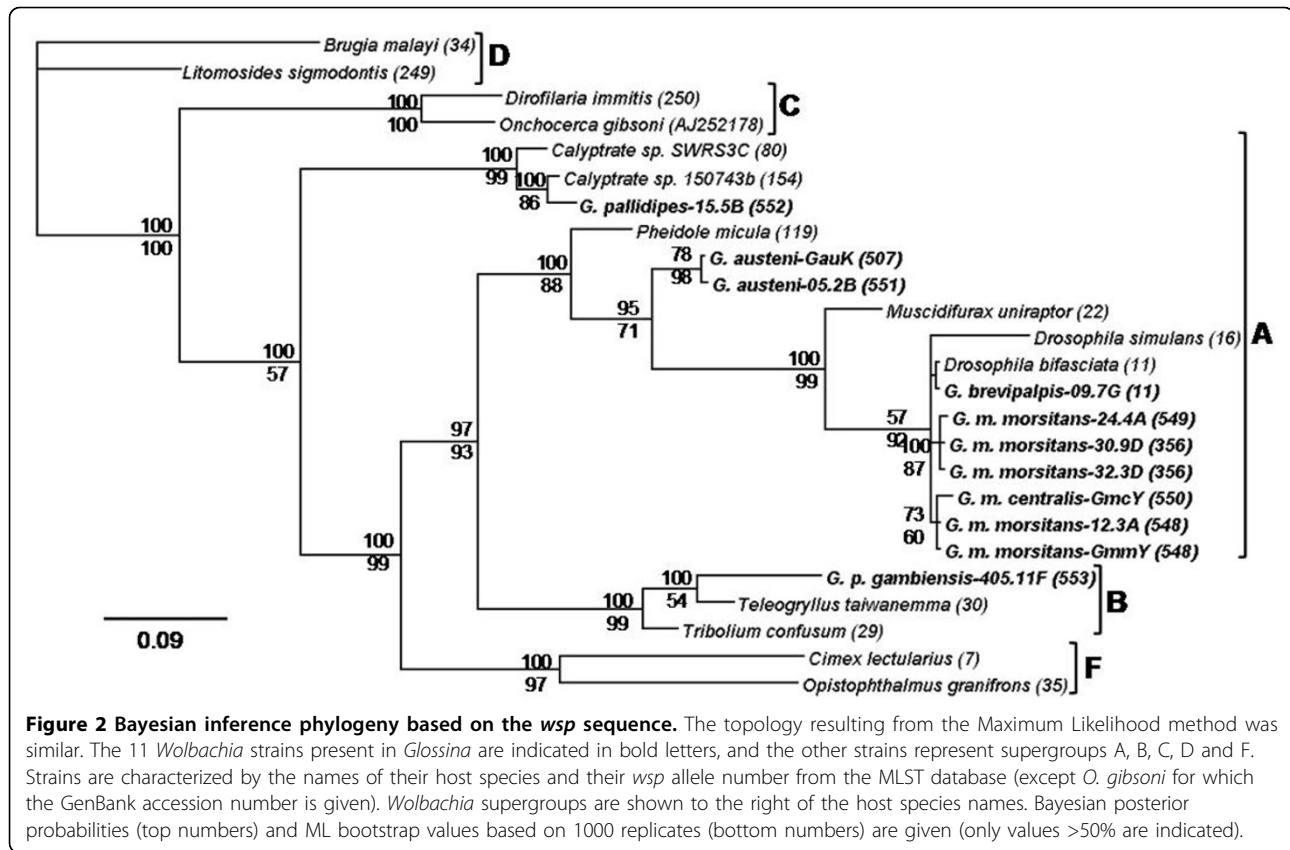 Brugia malayi (34)
D
Litomosides sigmodontis (249)
100
100
Dirofilaria immitis (250)
C
Onchocerca gibsoni (AJ252178)
100
99
Calyptrate sp. SWRS3C (80)
100
86
Calyptrate sp. 150743b (154)
G. pallidipes-15.5B (552)
100
100
Pheidole micula (119)
100
88
78
98
G. austeni-GauK (507)
G. austeni-05.2B (551)
95
71
Muscidifurax uniraptor (22)
Drosophila simulans (16)
A
100
57
100
99
Drosophila bifasciata (11)
G. brevipalpis-09.7G (11)
57
92
100
87
G. m. morsitans-24.4A (549)
G. m. morsitans-30.9D (356)
G. m. morsitans-32.3D (356)
97
93
73
60
G. m. centralis-GmcY (550)
G. m. morsitans-12.3A (548)
G. m. morsitans-GmmY (548)
100
99
100
54
G. p. gambiensis-405.11F (553)
B
100
99
Teleogryllus taiwanemma (30)
Tribolium confusum (29)
0.09
100
97
Cimex lectularius (7)
F
Opistophthalmus granifrons (35)
Figure 2 Bayesian inference phylogeny based on the wsp sequence. The topology resulting from the Maximum Likelihood method was
similar. The 11 Wolbachia strains present in Glossina are indicated in bold letters, and the other strains represent supergroups A, B, C, D and F.
Strains are characterized by the names of their host species and their wsp allele number from the MLST database (except O. gibsoni for which
the GenBank accession number is given). Wolbachia supergroups are shown to the right of the host species names. Bayesian posterior
probabilities (top numbers) and ML bootstrap values based on 1000 replicates (bottom numbers) are given (only values >50% are indicated).